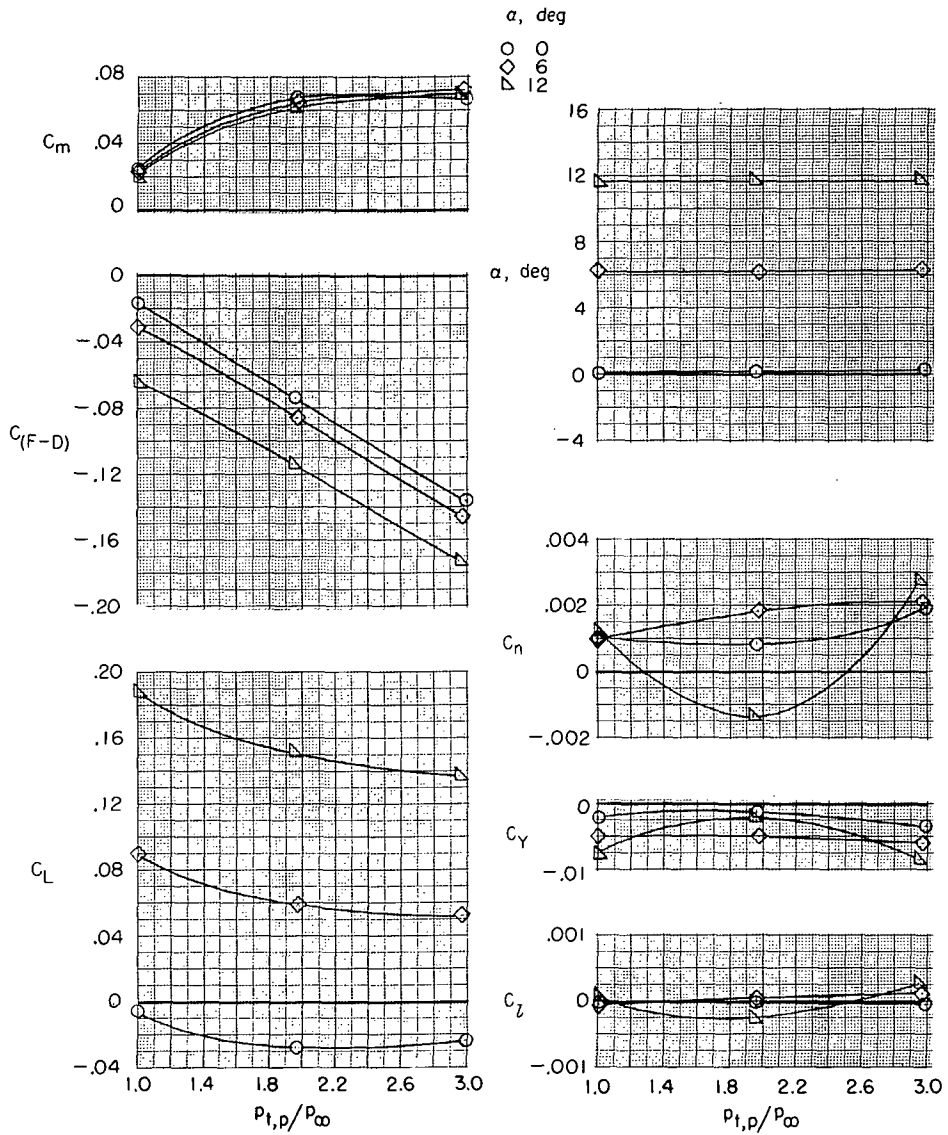 α, deg
○ 0
◇ 6
▷ 12
.08
.04
0
C_m
0
-.04
-.08
-.12
-.16
-.20
C_(F-D)
.20
.16
.12
.08
.04
0
-.04
C_L
1.0 1.4 1.8 2.2 2.6 3.0
p_t,p/p_∞
16
12
8
4
0
-4
α, deg
.004
.002
0
-.002
C_n
0
-.01
C_Y
.001
0
-.001
C_l
1.0 1.4 1.8 2.2 2.6 3.0
p_t,p/p_∞